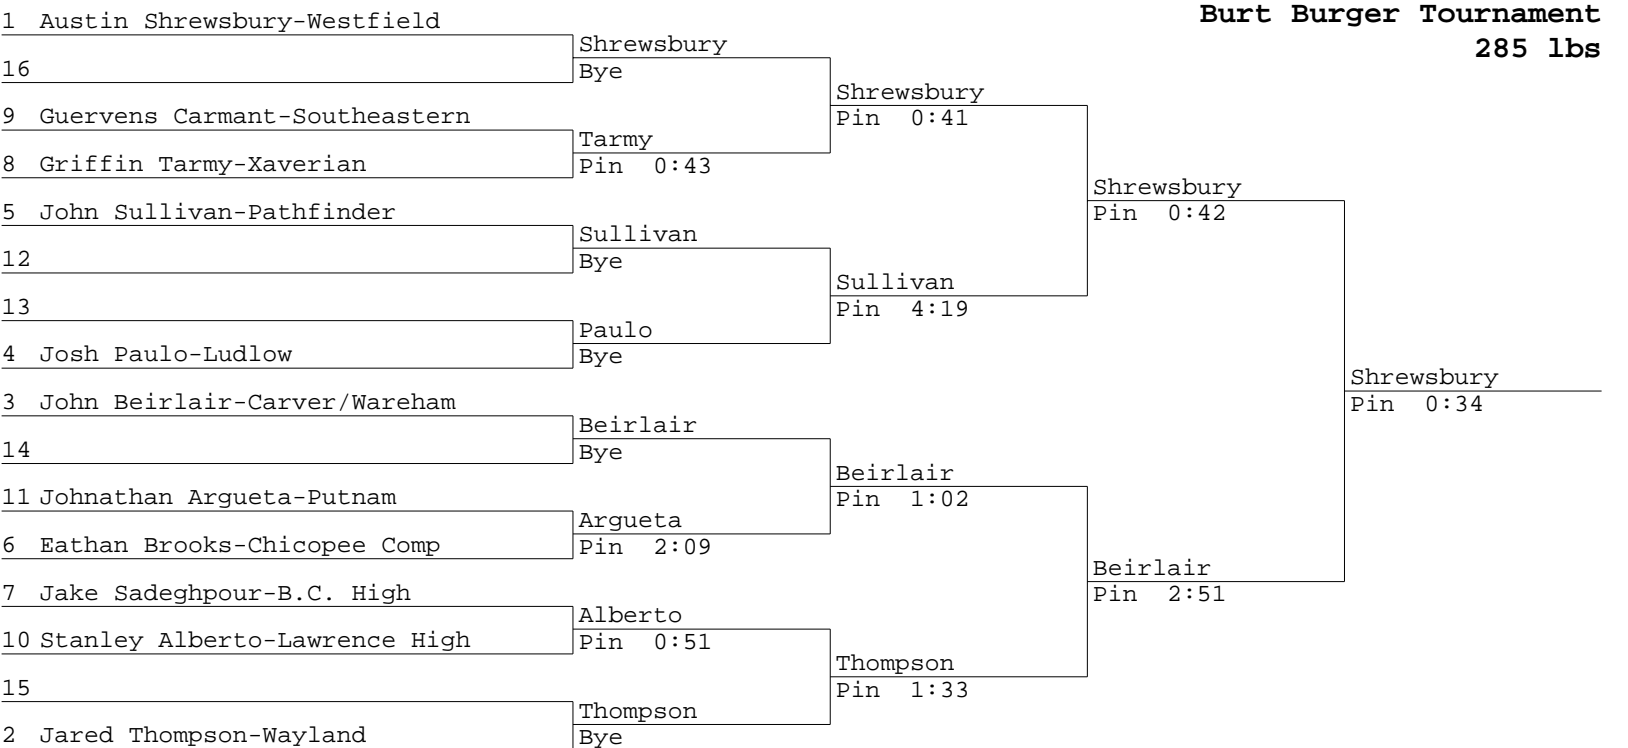 Burt Burger Tournament
285 lbs
1 Austin Shrewsbury-Westfield
16
9 Guervens Carmant-Southeastern
8 Griffin Tarmy-Xaverian
5 John Sullivan-Pathfinder
12
13
4 Josh Paulo-Ludlow
3 John Beirlair-Carver/Wareham
14
11 Johnathan Argueta-Putnam
6 Eathan Brooks-Chicopee Comp
7 Jake Sadeghpour-B.C. High
10 Stanley Alberto-Lawrence High
15
2 Jared Thompson-Wayland
Shrewsbury
Bye
Tarmy
Pin 0:43
Sullivan
Bye
Paulo
Bye
Beirlair
Bye
Argueta
Pin 2:09
Alberto
Pin 0:51
Thompson
Bye
Shrewsbury
Pin 0:41
Sullivan
Pin 4:19
Beirlair
Pin 1:02
Thompson
Pin 1:33
Shrewsbury
Pin 0:42
Beirlair
Pin 2:51
Shrewsbury
Pin 0:34